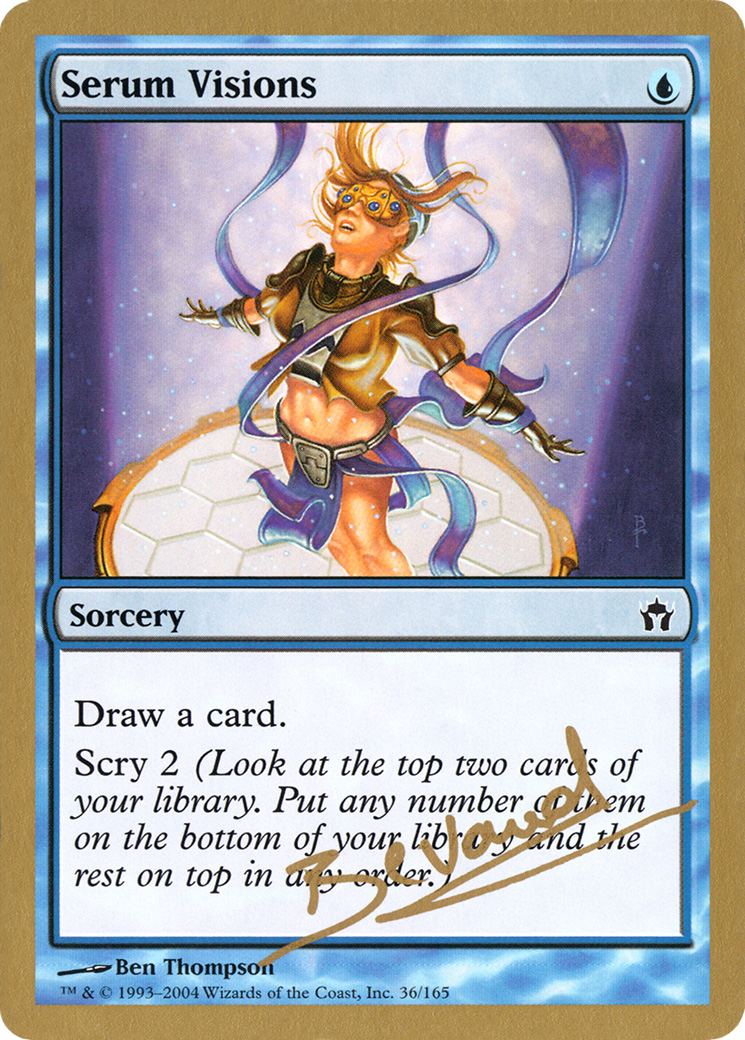 Serum Visions
Sorcery
Draw a card.
Scry 2 (Look at the top two cards of
your library. Put any number of them
on the bottom of your library and the
rest on top in any order.)
Ben Thompson
™ & © 1993–2004 Wizards of the Coast, Inc. 36/165